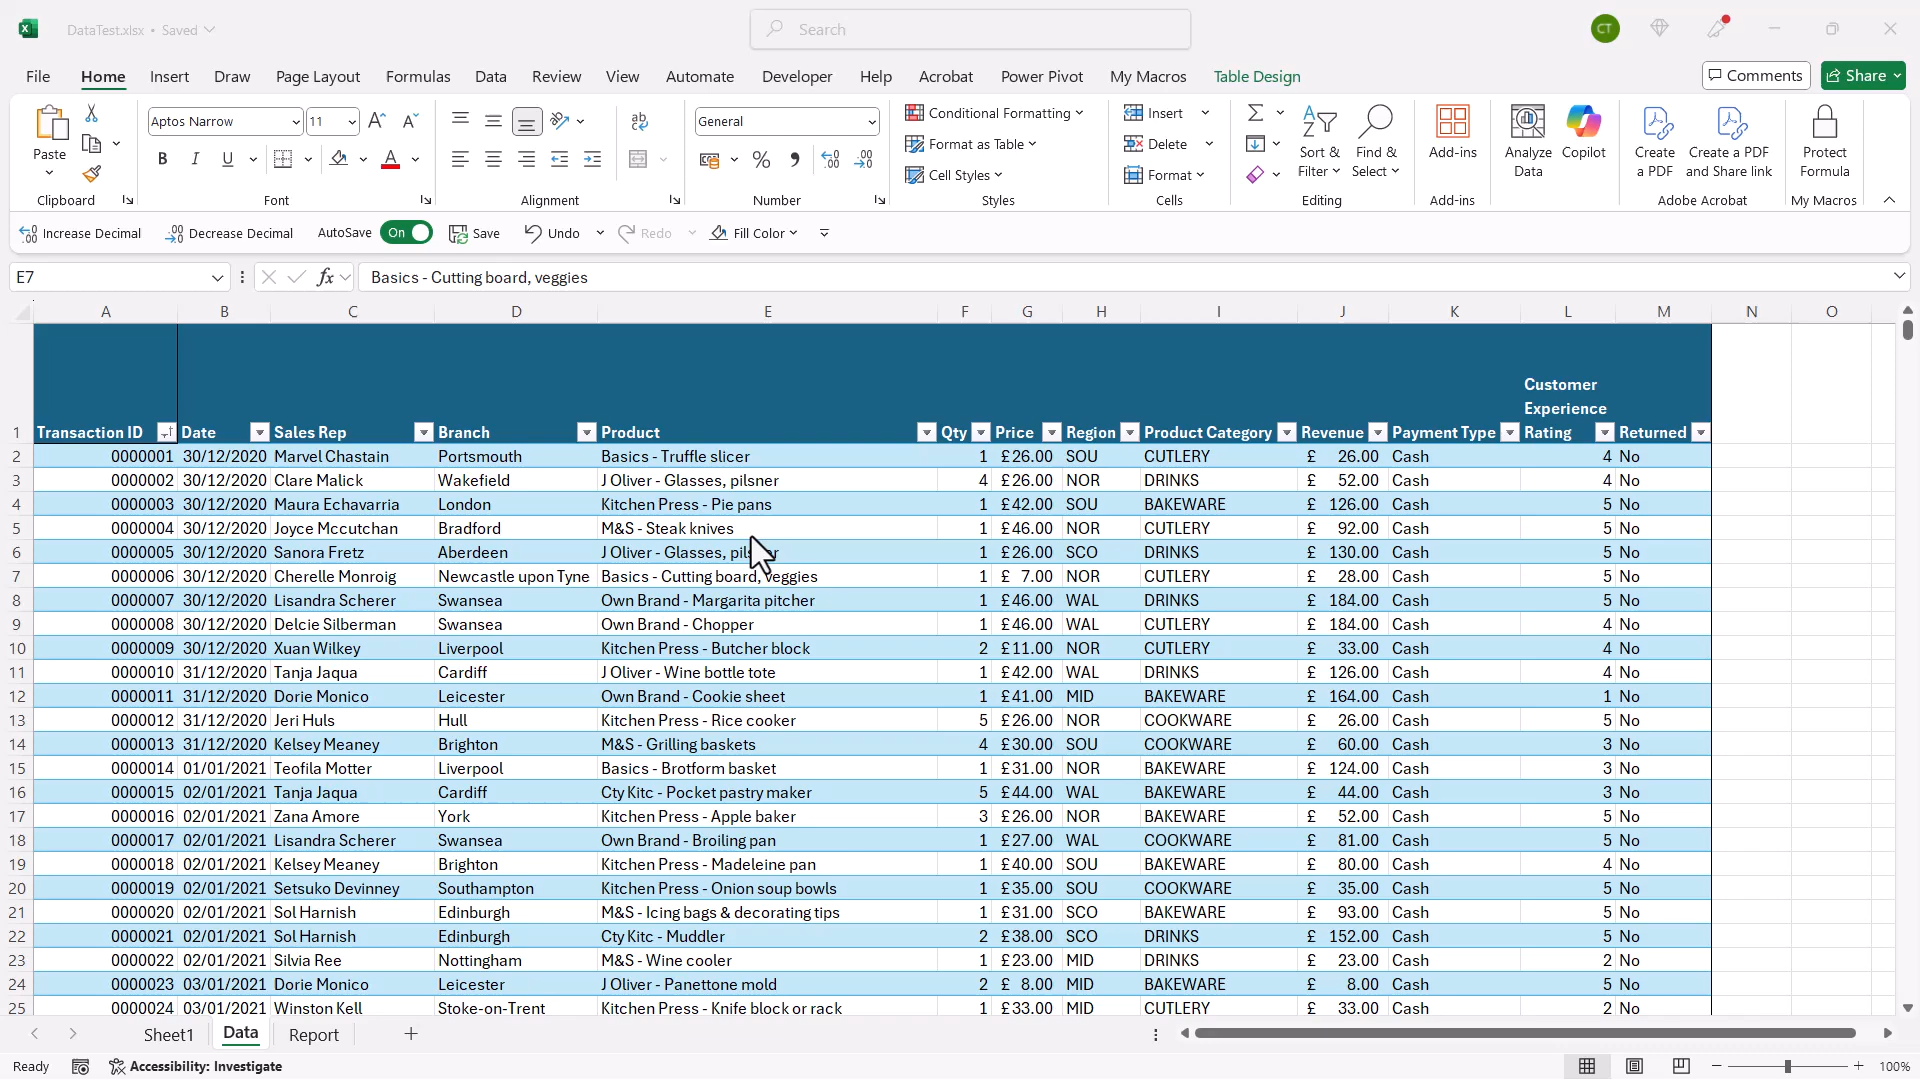 DataTest.xlsx • Saved
Search
CT
File Home Insert Draw Page Layout Formulas Data Review View Automate Developer Help Acrobat Power Pivot My Macros Table Design
Comments Share
Paste
Clipboard
Aptos Narrow 11
B I U
Font
Alignment
General
Number
Conditional Formatting
Format as Table
Cell Styles
Styles
Insert
Delete
Format
Cells
Sort & Filter
Find & Select
Editing
Add-ins
Add-ins
Analyze Data
Copilot
Create a PDF
Create a PDF and Share link
Adobe Acrobat
Protect Formula
My Macros
Increase Decimal Decrease Decimal AutoSave On Save Undo Redo Fill Color
E7 fx Basics - Cutting board, veggies
A B C D E F G H I J K L M N O
1 Transaction ID Date Sales Rep Branch Product Qty Price Region Product Category Revenue Payment Type Customer Experience Rating Returned
2 0000001 30/12/2020 Marvel Chastain Portsmouth Basics - Truffle slicer 1 £26.00 SOU CUTLERY £ 26.00 Cash 4 No
3 0000002 30/12/2020 Clare Malick Wakefield J Oliver - Glasses, pilsner 4 £26.00 NOR DRINKS £ 52.00 Cash 4 No
4 0000003 30/12/2020 Maura Echavarria London Kitchen Press - Pie pans 1 £42.00 SOU BAKEWARE £ 126.00 Cash 5 No
5 0000004 30/12/2020 Joyce Mccutchan Bradford M&S - Steak knives 1 £46.00 NOR CUTLERY £ 92.00 Cash 5 No
6 0000005 30/12/2020 Sanora Fretz Aberdeen J Oliver - Glasses, pilsner 1 £26.00 SCO DRINKS £ 130.00 Cash 5 No
7 0000006 30/12/2020 Cherelle Monroig Newcastle upon Tyne Basics - Cutting board, veggies 1 £ 7.00 NOR CUTLERY £ 28.00 Cash 5 No
8 0000007 30/12/2020 Lisandra Scherer Swansea Own Brand - Margarita pitcher 1 £46.00 WAL DRINKS £ 184.00 Cash 5 No
9 0000008 30/12/2020 Delcie Silberman Swansea Own Brand - Chopper 1 £46.00 WAL CUTLERY £ 184.00 Cash 4 No
10 0000009 30/12/2020 Xuan Wilkey Liverpool Kitchen Press - Butcher block 2 £11.00 NOR CUTLERY £ 33.00 Cash 4 No
11 0000010 31/12/2020 Tanja Jaqua Cardiff J Oliver - Wine bottle tote 1 £42.00 WAL DRINKS £ 126.00 Cash 4 No
12 0000011 31/12/2020 Dorie Monico Leicester Own Brand - Cookie sheet 1 £41.00 MID BAKEWARE £ 164.00 Cash 1 No
13 0000012 31/12/2020 Jeri Huls Hull Kitchen Press - Rice cooker 5 £26.00 NOR COOKWARE £ 26.00 Cash 5 No
14 0000013 31/12/2020 Kelsey Meaney Brighton M&S - Grilling baskets 4 £30.00 SOU COOKWARE £ 60.00 Cash 3 No
15 0000014 01/01/2021 Teofila Motter Liverpool Basics - Brotform basket 1 £31.00 NOR BAKEWARE £ 124.00 Cash 3 No
16 0000015 02/01/2021 Tanja Jaqua Cardiff Cty Kitc - Pocket pastry maker 5 £44.00 WAL BAKEWARE £ 44.00 Cash 3 No
17 0000016 02/01/2021 Zana Amore York Kitchen Press - Apple baker 3 £26.00 NOR BAKEWARE £ 52.00 Cash 5 No
18 0000017 02/01/2021 Lisandra Scherer Swansea Own Brand - Broiling pan 1 £27.00 WAL COOKWARE £ 81.00 Cash 5 No
19 0000018 02/01/2021 Kelsey Meaney Brighton Kitchen Press - Madeleine pan 1 £40.00 SOU BAKEWARE £ 80.00 Cash 4 No
20 0000019 02/01/2021 Setsuko Devinney Southampton Kitchen Press - Onion soup bowls 1 £35.00 SOU COOKWARE £ 35.00 Cash 5 No
21 0000020 02/01/2021 Sol Harnish Edinburgh M&S - Icing bags & decorating tips 1 £31.00 SCO BAKEWARE £ 93.00 Cash 5 No
22 0000021 02/01/2021 Sol Harnish Edinburgh Cty Kitc - Muddler 2 £38.00 SCO DRINKS £ 152.00 Cash 5 No
23 0000022 02/01/2021 Silvia Ree Nottingham M&S - Wine cooler 1 £23.00 MID DRINKS £ 23.00 Cash 2 No
24 0000023 03/01/2021 Dorie Monico Leicester J Oliver - Panettone mold 2 £ 8.00 MID BAKEWARE £ 8.00 Cash 5 No
25 0000024 03/01/2021 Winston Kell Stoke-on-Trent Kitchen Press - Knife block or rack 1 £33.00 MID CUTLERY £ 33.00 Cash 2 No
Sheet1 Data Report
Ready Accessibility: Investigate 100%